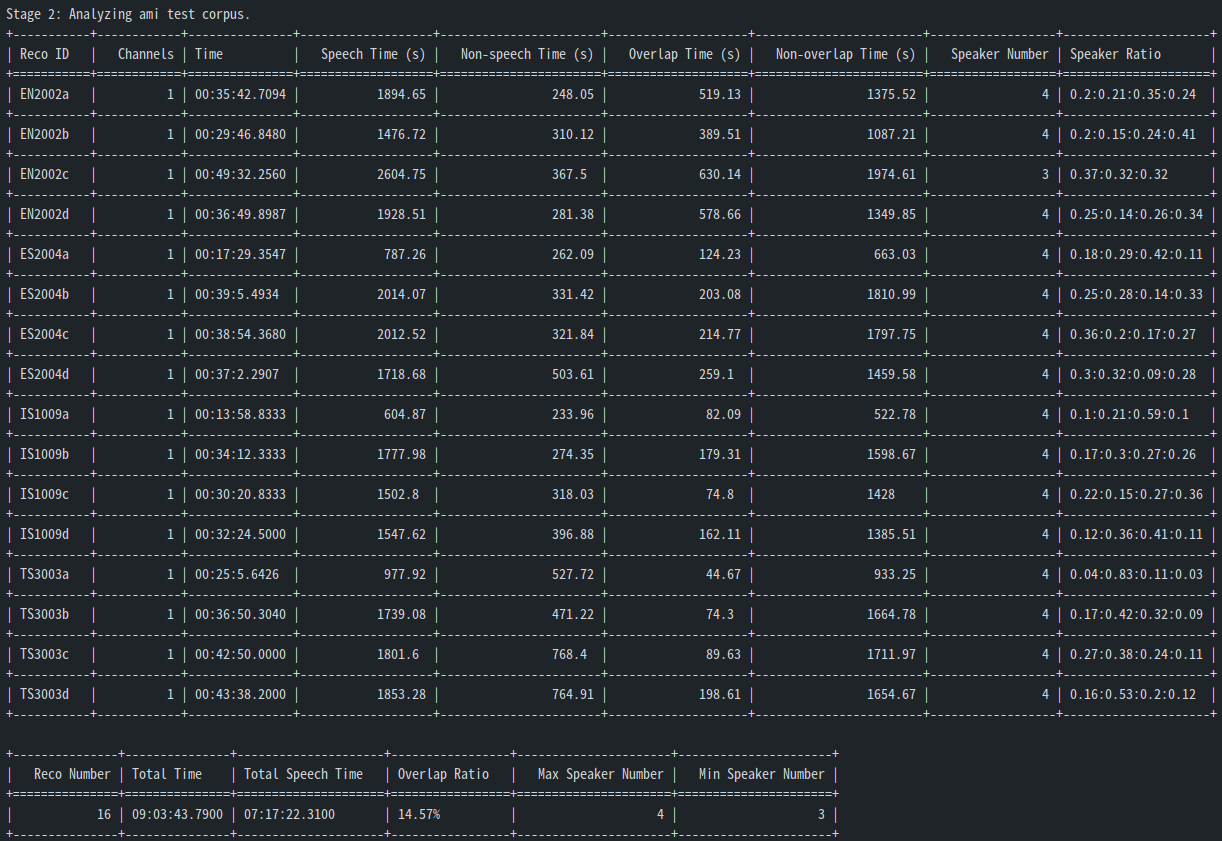 Stage 2: Analyzing ami test corpus.
+-----------+------------+---------------+-------------------+-----------------------+--------------------+------------------------+------------------+---------------------+
| Reco ID   |   Channels | Time          |   Speech Time (s) |   Non-speech Time (s) |   Overlap Time (s) |   Non-overlap Time (s) |   Speaker Number | Speaker Ratio       |
+===========+============+===============+===================+=======================+====================+========================+==================+=====================+
| EN2002a   |          1 | 00:35:42.7094 |           1894.65 |                248.05 |             519.13 |                1375.52 |                4 | 0.2:0.21:0.35:0.24  |
+-----------+------------+---------------+-------------------+-----------------------+--------------------+------------------------+------------------+---------------------+
| EN2002b   |          1 | 00:29:46.8480 |           1476.72 |                310.12 |             389.51 |                1087.21 |                4 | 0.2:0.15:0.24:0.41  |
+-----------+------------+---------------+-------------------+-----------------------+--------------------+------------------------+------------------+---------------------+
| EN2002c   |          1 | 00:49:32.2560 |           2604.75 |                367.5  |             630.14 |                1974.61 |                3 | 0.37:0.32:0.32      |
+-----------+------------+---------------+-------------------+-----------------------+--------------------+------------------------+------------------+---------------------+
| EN2002d   |          1 | 00:36:49.8987 |           1928.51 |                281.38 |             578.66 |                1349.85 |                4 | 0.25:0.14:0.26:0.34 |
+-----------+------------+---------------+-------------------+-----------------------+--------------------+------------------------+------------------+---------------------+
| ES2004a   |          1 | 00:17:29.3547 |            787.26 |                262.09 |             124.23 |                 663.03 |                4 | 0.18:0.29:0.42:0.11 |
+-----------+------------+---------------+-------------------+-----------------------+--------------------+------------------------+------------------+---------------------+
| ES2004b   |          1 | 00:39:5.4934  |           2014.07 |                331.42 |             203.08 |                1810.99 |                4 | 0.25:0.28:0.14:0.33 |
+-----------+------------+---------------+-------------------+-----------------------+--------------------+------------------------+------------------+---------------------+
| ES2004c   |          1 | 00:38:54.3680 |           2012.52 |                321.84 |             214.77 |                1797.75 |                4 | 0.36:0.2:0.17:0.27  |
+-----------+------------+---------------+-------------------+-----------------------+--------------------+------------------------+------------------+---------------------+
| ES2004d   |          1 | 00:37:2.2907  |           1718.68 |                503.61 |             259.1  |                1459.58 |                4 | 0.3:0.32:0.09:0.28  |
+-----------+------------+---------------+-------------------+-----------------------+--------------------+------------------------+------------------+---------------------+
| IS1009a   |          1 | 00:13:58.8333 |            604.87 |                233.96 |              82.09 |                 522.78 |                4 | 0.1:0.21:0.59:0.1   |
+-----------+------------+---------------+-------------------+-----------------------+--------------------+------------------------+------------------+---------------------+
| IS1009b   |          1 | 00:34:12.3333 |           1777.98 |                274.35 |             179.31 |                1598.67 |                4 | 0.17:0.3:0.27:0.26  |
+-----------+------------+---------------+-------------------+-----------------------+--------------------+------------------------+------------------+---------------------+
| IS1009c   |          1 | 00:30:20.8333 |           1502.8  |                318.03 |              74.8  |                1428    |                4 | 0.22:0.15:0.27:0.36 |
+-----------+------------+---------------+-------------------+-----------------------+--------------------+------------------------+------------------+---------------------+
| IS1009d   |          1 | 00:32:24.5000 |           1547.62 |                396.88 |             162.11 |                1385.51 |                4 | 0.12:0.36:0.41:0.11 |
+-----------+------------+---------------+-------------------+-----------------------+--------------------+------------------------+------------------+---------------------+
| TS3003a   |          1 | 00:25:5.6426  |            977.92 |                527.72 |              44.67 |                 933.25 |                4 | 0.04:0.83:0.11:0.03 |
+-----------+------------+---------------+-------------------+-----------------------+--------------------+------------------------+------------------+---------------------+
| TS3003b   |          1 | 00:36:50.3040 |           1739.08 |                471.22 |              74.3  |                1664.78 |                4 | 0.17:0.42:0.32:0.09 |
+-----------+------------+---------------+-------------------+-----------------------+--------------------+------------------------+------------------+---------------------+
| TS3003c   |          1 | 00:42:50.0000 |           1801.6  |                768.4  |              89.63 |                1711.97 |                4 | 0.27:0.38:0.24:0.11 |
+-----------+------------+---------------+-------------------+-----------------------+--------------------+------------------------+------------------+---------------------+
| TS3003d   |          1 | 00:43:38.2000 |           1853.28 |                764.91 |             198.61 |                1654.67 |                4 | 0.16:0.53:0.2:0.12  |
+-----------+------------+---------------+-------------------+-----------------------+--------------------+------------------------+------------------+---------------------+
+---------------+---------------+---------------------+-----------------+----------------------+----------------------+
|   Reco Number | Total Time    | Total Speech Time   | Overlap Ratio   |   Max Speaker Number |   Min Speaker Number |
+===============+===============+=====================+=================+======================+======================+
|            16 | 09:03:43.7900 | 07:17:22.3100       | 14.57%          |                    4 |                    3 |
+---------------+---------------+---------------------+-----------------+----------------------+----------------------+